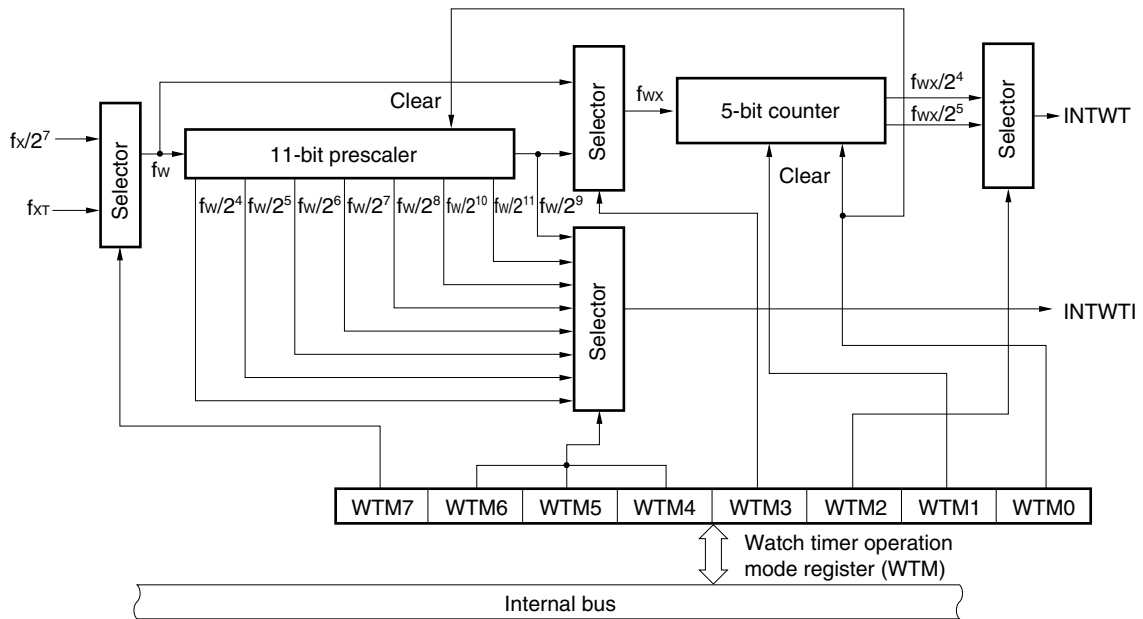 Clear
fX/2⁷
fXT
Selector
fW
11-bit prescaler
fW/2⁴
fW/2⁵
fW/2⁶
fW/2⁷
fW/2⁸
fW/2¹⁰
fW/2¹¹
fW/2⁹
Selector
fWX
5-bit counter
Clear
fWX/2⁴
fWX/2⁵
Selector
INTWT
Selector
INTWTI
WTM7
WTM6
WTM5
WTM4
WTM3
WTM2
WTM1
WTM0
Watch timer operation
mode register (WTM)
Internal bus